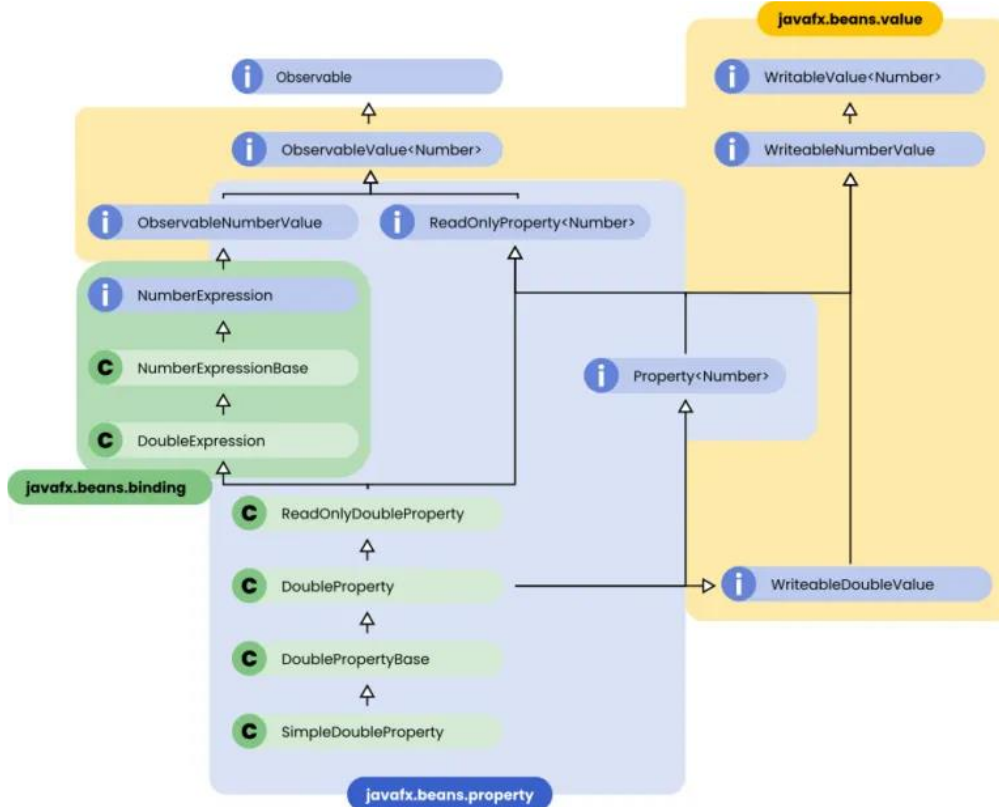 javafx.beans.value
i Observable
i WritableValue<Number>
i ObservableValue<Number>
i WriteableNumberValue
i ObservableNumberValue
i ReadOnlyProperty<Number>
i NumberExpression
C NumberExpressionBase
i Property<Number>
C DoubleExpression
javafx.beans.binding
C ReadOnlyDoubleProperty
C DoubleProperty
i WriteableDoubleValue
C DoublePropertyBase
C SimpleDoubleProperty
javafx.beans.property